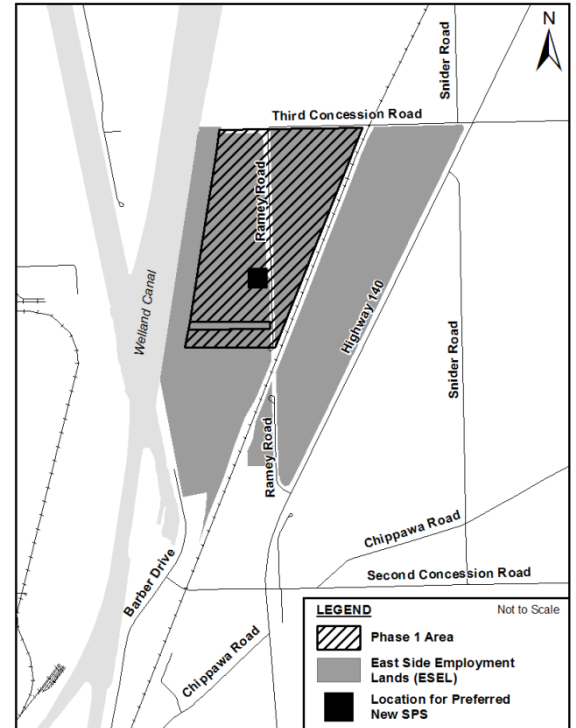 N
Snider Road
Third Concession Road
Ramey Road
Welland Canal
Highway 140
Snider Road
Ramey Road
Chippawa Road
Second Concession Road
Barber Drive
Chippawa Road
LEGEND
Not to Scale
Phase 1 Area
East Side Employment
Lands (ESEL)
Location for Preferred
New SPS